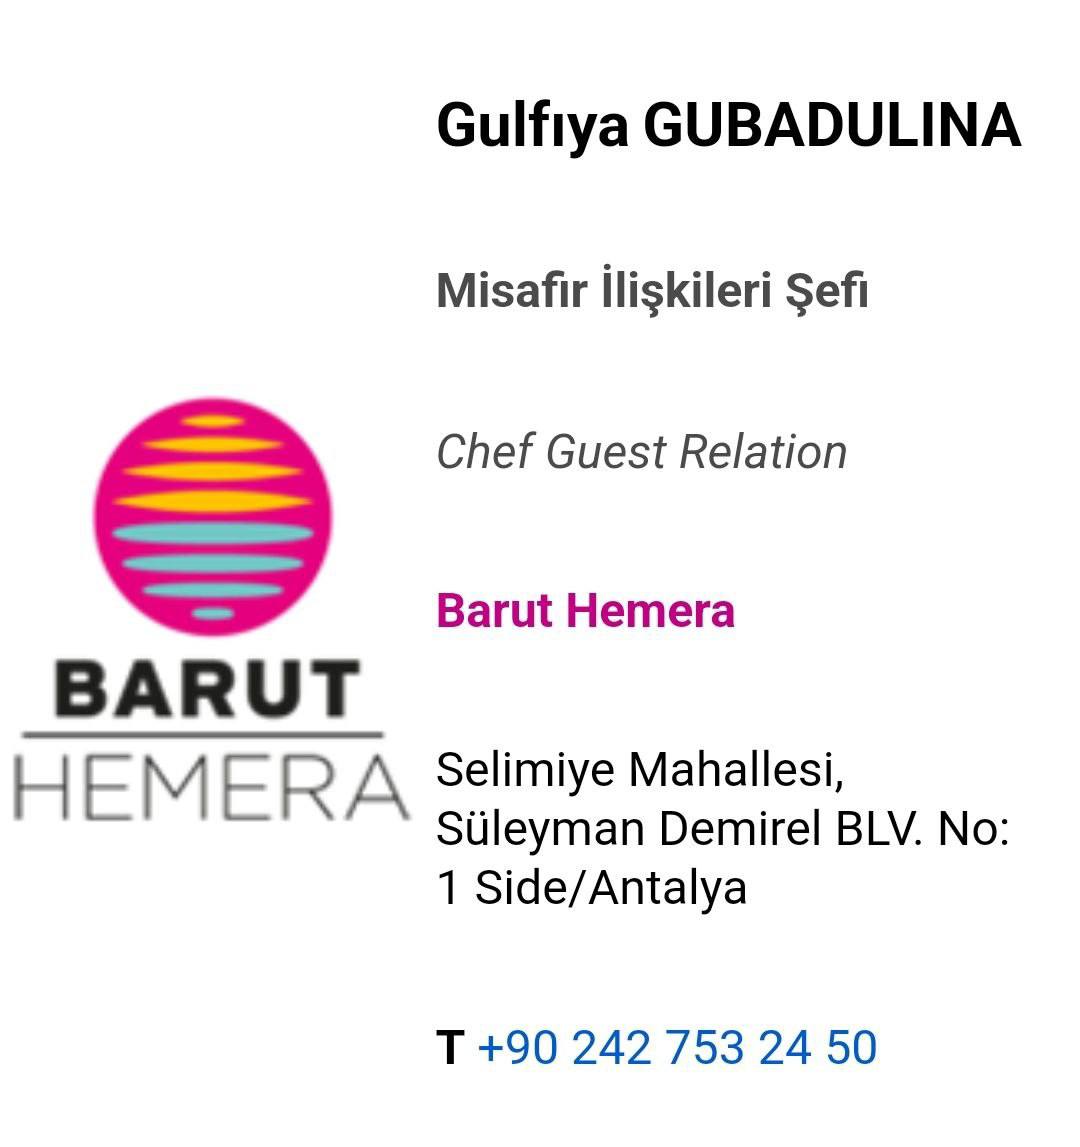 Gulfıya GUBADULINA
Misafir İlişkileri Şefi
Chef Guest Relation
BARUT
HEMERA
Barut Hemera
Selimiye Mahallesi,
Süleyman Demirel BLV. No:
1 Side/Antalya
T +90 242 753 24 50